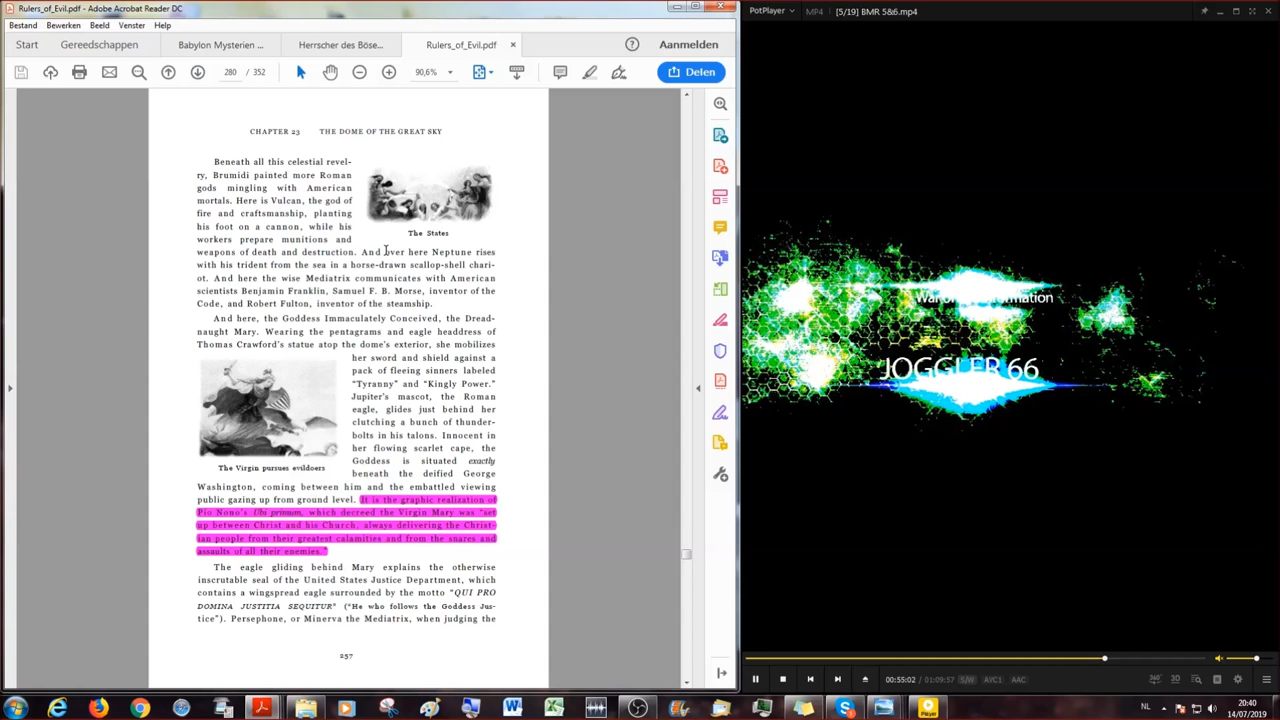 Rulers_of_Evil.pdf - Adobe Acrobat Reader DC
Bestand Bewerken Beeld Venster Help
Start Gereedschappen Babylon Mysterien ... Herrscher des Böse... Rulers_of_Evil.pdf × Aanmelden
280 / 352 90,6% Delen
CHAPTER 23 THE DOME OF THE GREAT SKY
Beneath all this celestial revel-
ry, Brumidi painted more Roman
gods mingling with American
mortals. Here is Vulcan, the god of
fire and craftsmanship, planting
his foot on a cannon, while his
workers prepare munitions and
The States
weapons of death and destruction. And over here Neptune rises
with his trident from the sea in a horse-drawn scallop-shell chari-
ot. And here the wise Mediatrix communicates with American
scientists Benjamin Franklin, Samuel F. B. Morse, inventor of the
Code, and Robert Fulton, inventor of the steamship.
And here, the Goddess Immaculately Conceived, the Dread-
naught Mary. Wearing the pentagrams and eagle headdress of
Thomas Crawford's statue atop the dome's exterior, she mobilizes
her sword and shield against a
pack of fleeing sinners labeled
“Tyranny” and “Kingly Power.”
Jupiter's mascot, the Roman
eagle, glides just behind her
clutching a bunch of thunder-
bolts in his talons. Innocent in
her flowing scarlet cape, the
Goddess is situated exactly
The Virgin pursues evildoers
beneath the deified George
Washington, coming between him and the embattled viewing
public gazing up from ground level. It is the graphic realization of
Pio Nono's Ubi primum, which decreed the Virgin Mary was “set
up between Christ and his Church, always delivering the Christ-
ian people from their greatest calamities and from the snares and
assaults of all their enemies.”
The eagle gliding behind Mary explains the otherwise
inscrutable seal of the United States Justice Department, which
contains a wingspread eagle surrounded by the motto “QUI PRO
DOMINA JUSTITIA SEQUITUR” (“He who follows the Goddess Jus-
tice”). Persephone, or Minerva the Mediatrix, when judging the
257
PotPlayer MP4 [5/19] BMR 5&6.mp4
JOGGLER 66
00:55:02 / 01:09:57 S/W AVC1 AAC
360° 3D
Player
NL
20:40
14/07/2019